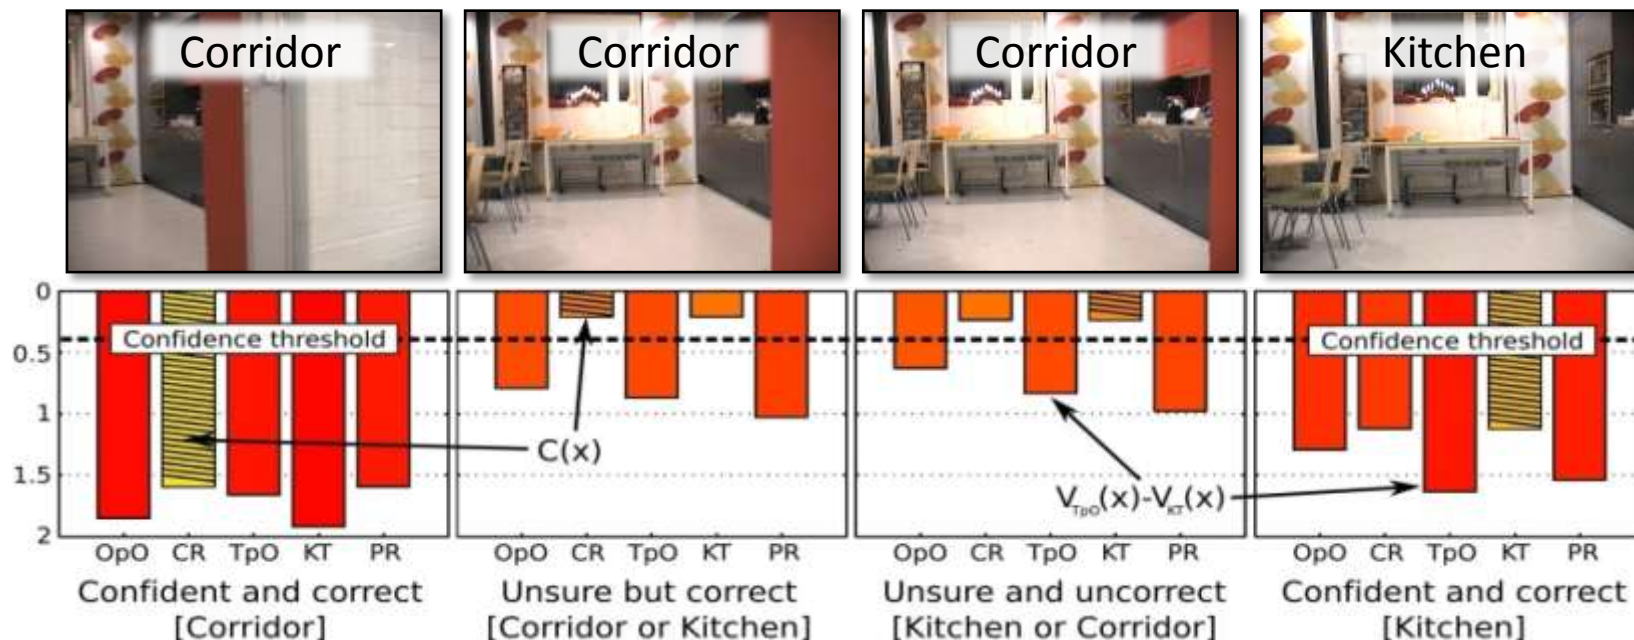 Corridor
Corridor
Corridor
Kitchen
0
Confidence threshold
Confidence threshold
0.5
1
C(x)
1.5
V_TpO(x)-V_KT(x)
2
OpO CR TpO KT PR
OpO CR TpO KT PR
OpO CR TpO KT PR
OpO CR TpO KT PR
Confident and correct
[Corridor]
Unsure but correct
[Corridor or Kitchen]
Unsure and uncorrect
[Kitchen or Corridor]
Confident and correct
[Kitchen]